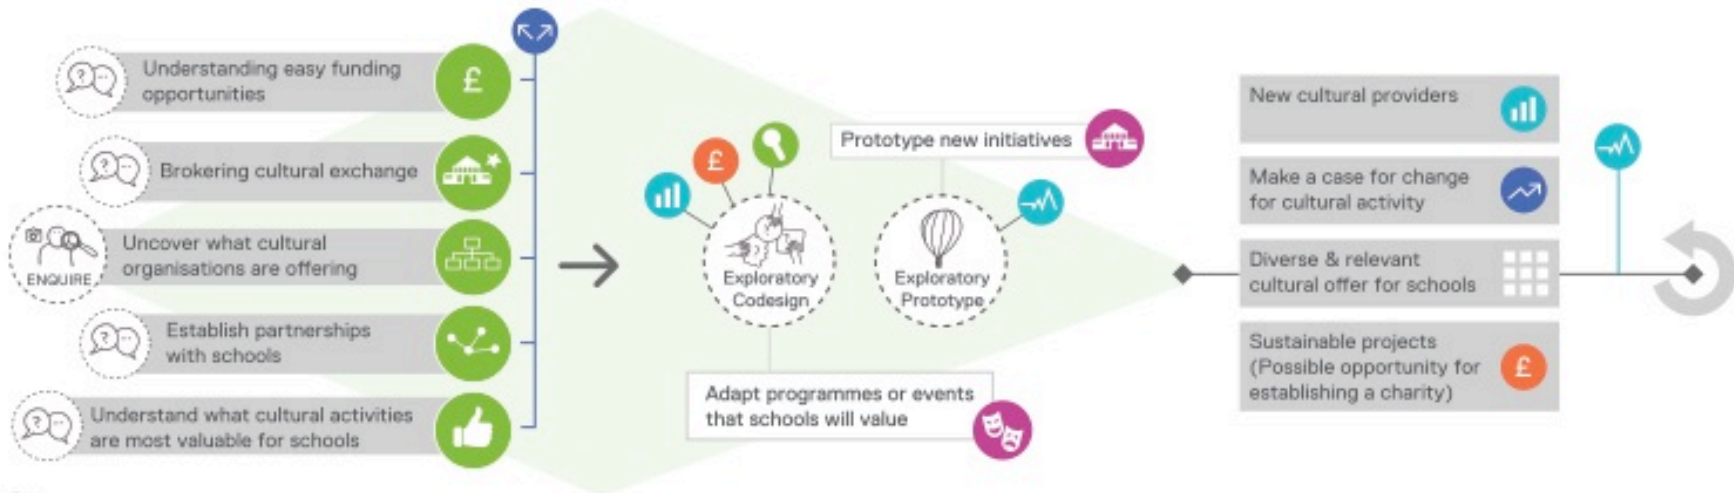 Understanding easy funding
opportunities
£
Brokering cultural exchange
ENQUIRE
Uncover what cultural
organisations are offering
Establish partnerships
with schools
Understand what cultural activities
are most valuable for schools
£
Exploratory
Codesign
Adapt programmes or events
that schools will value
Prototype new initiatives
Exploratory
Prototype
New cultural providers
Make a case for change
for cultural activity
Diverse & relevant
cultural offer for schools
Sustainable projects
(Possible opportunity for
establishing a charity)
£